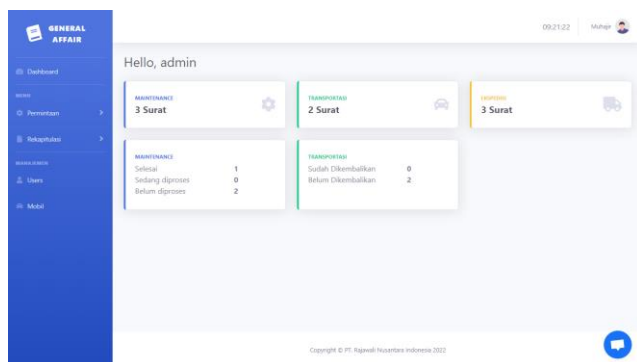 GENERAL
AFFAIR
09.21:22
Dashboard
MENU
Permintaan
Rekapitulasi
MANAJEMEN
Users
Mobil
Hello, admin
MAINTENANCE
3 Surat
TRANSPORTASI
2 Surat
3 Surat
MAINTENANCE
Selesai 1
Sedang diproses 0
Belum diproses 2
TRANSPORTASI
Sudah Dikembalikan 0
Belum Dikembalikan 2
Copyright © PT. Rajawali Nusantara Indonesia 2022